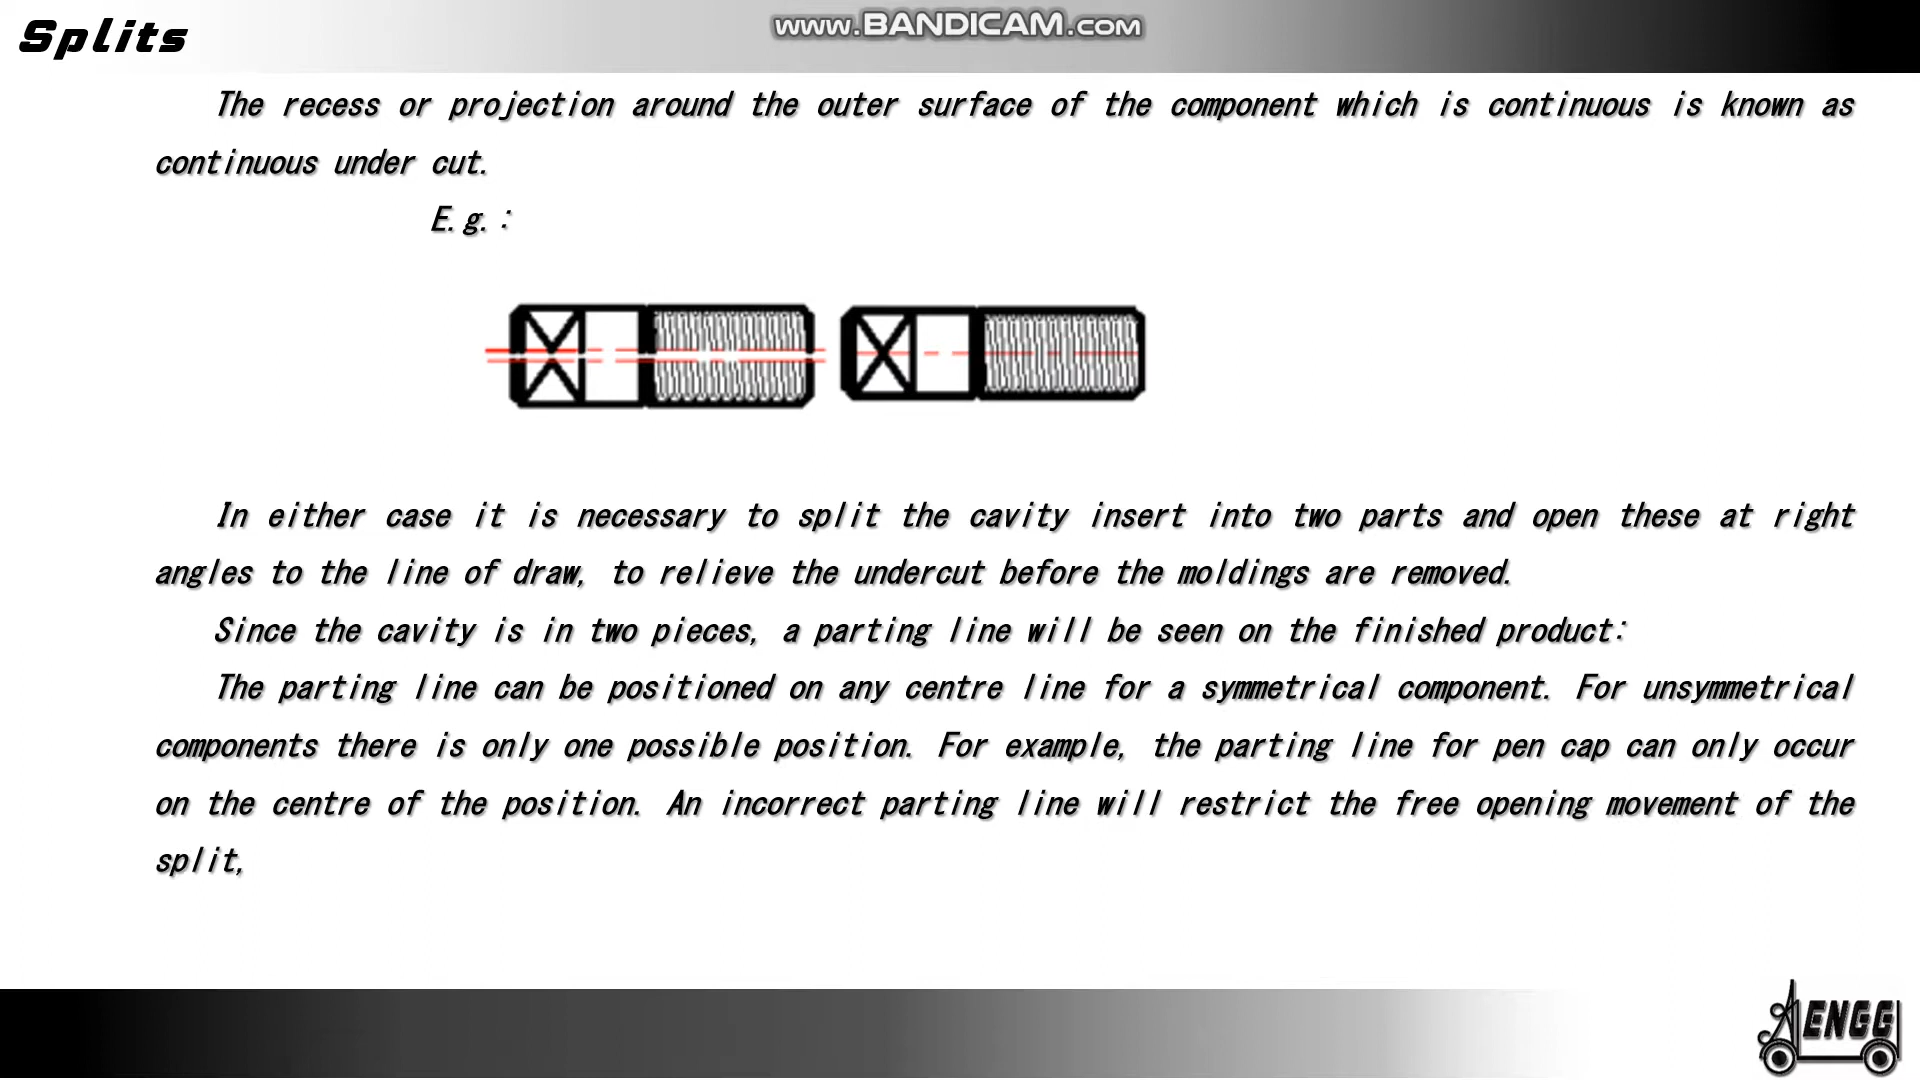 Splits
www.BANDICAM.com
The recess or projection around the outer surface of the component which is continuous is known as
continuous under cut.
E.g.:
In either case it is necessary to split the cavity insert into two parts and open these at right
angles to the line of draw, to relieve the undercut before the moldings are removed.
Since the cavity is in two pieces, a parting line will be seen on the finished product:
The parting line can be positioned on any centre line for a symmetrical component. For unsymmetrical
components there is only one possible position. For example, the parting line for pen cap can only occur
on the centre of the position. An incorrect parting line will restrict the free opening movement of the
split,
ENGG